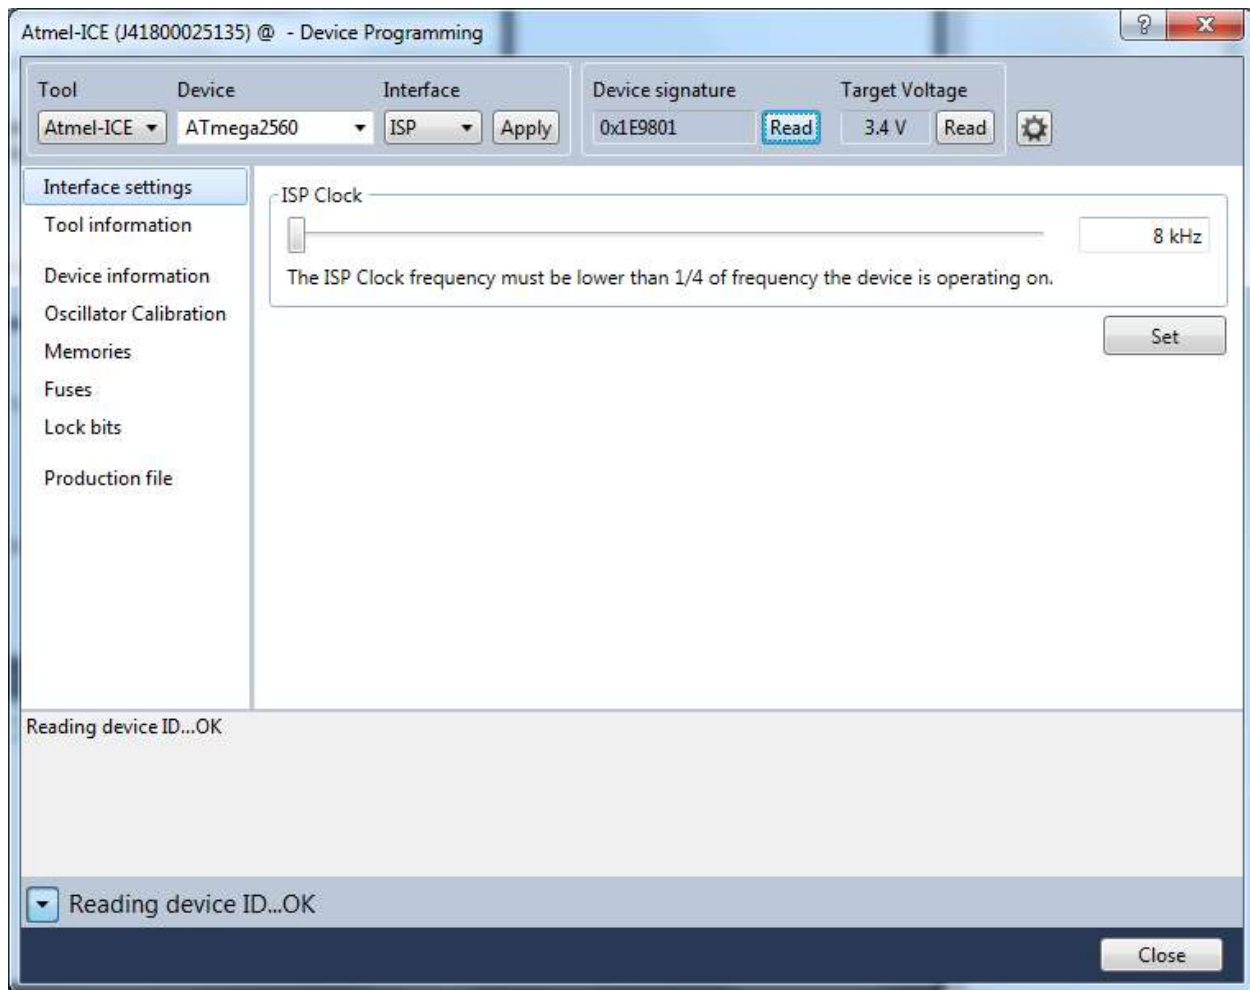 Atmel-ICE (J41800025135) @  - Device Programming
Tool Device Interface Device signature Target Voltage
Atmel-ICE ATmega2560 ISP Apply 0x1E9801 Read 3.4 V Read
Interface settings
Tool information
Device information
Oscillator Calibration
Memories
Fuses
Lock bits
Production file
ISP Clock
8 kHz
The ISP Clock frequency must be lower than 1/4 of frequency the device is operating on.
Set
Reading device ID...OK
Reading device ID...OK
Close